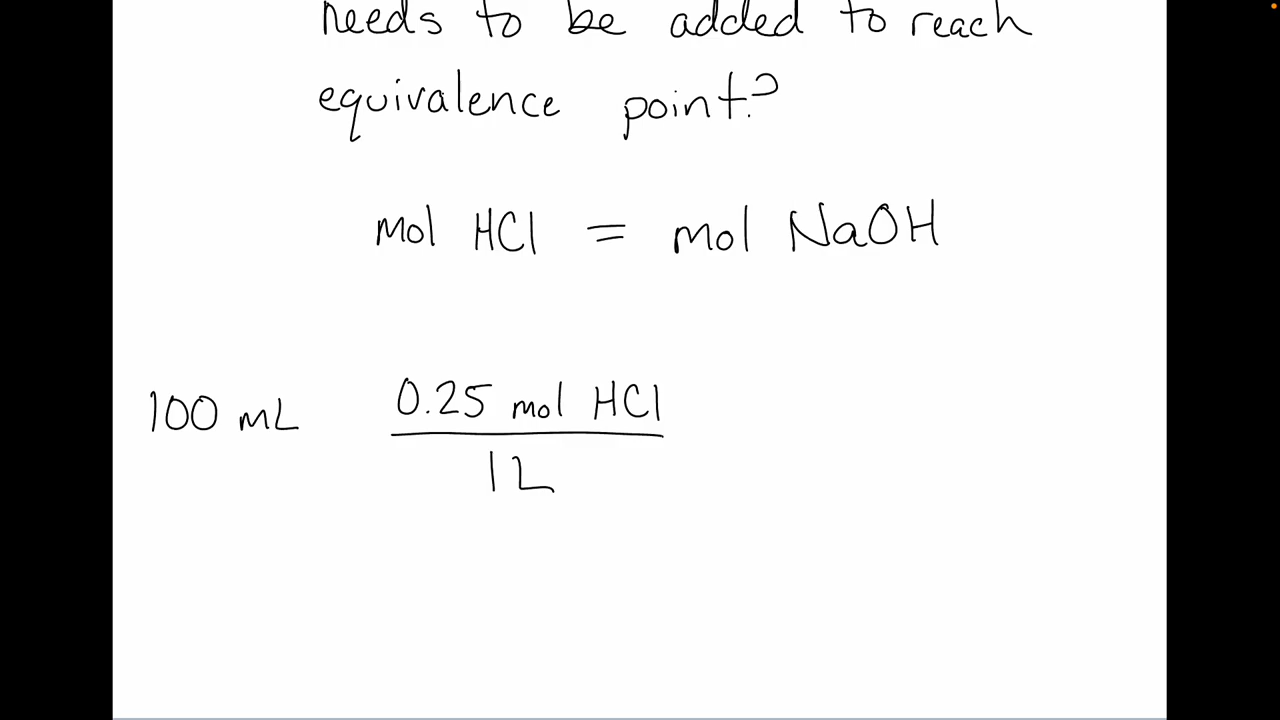 needs to be added to reach
equivalence point?
mol HCl = mol NaOH
100 mL 0.25 mol HCl
1L